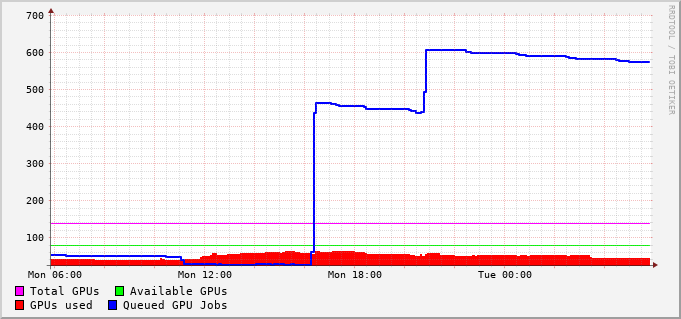 700
600
500
400
300
200
100
Mon 06:00 Mon 12:00 Mon 18:00 Tue 00:00
Total GPUs Available GPUs
GPUs used Queued GPU Jobs
RRDTOOL / TOBI OETIKER